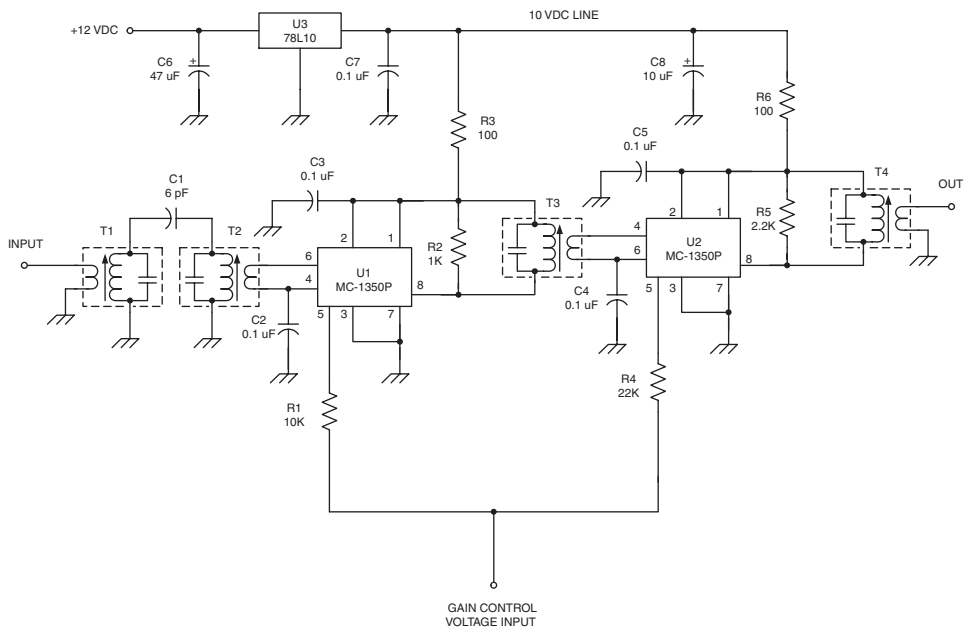 +12 VDC
U3
78L10
10 VDC LINE
C6
47 uF
+
C7
0.1 uF
C8
10 uF
+
R6
100
R3
100
C5
0.1 uF
C3
0.1 uF
C1
6 pF
T4
OUT
T3
2
1
R5
2.2K
INPUT
T1
T2
2
1
R2
1K
4
6
U2
MC-1350P
8
6
4
U1
MC-1350P
8
C4
0.1 uF
5
3
7
C2
0.1 uF
5
3
7
R4
22K
R1
10K
GAIN CONTROL
VOLTAGE INPUT